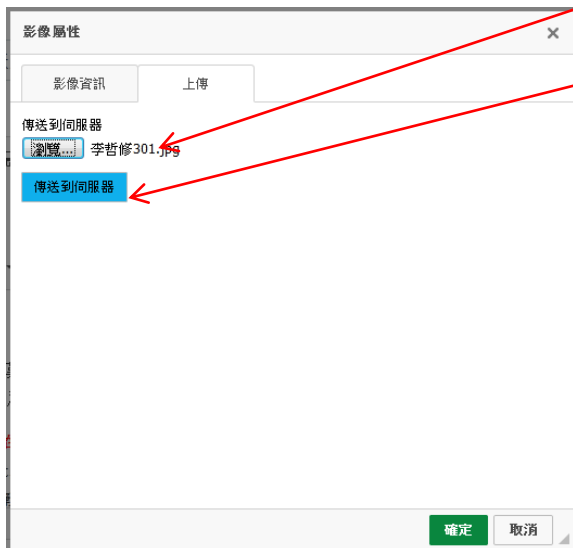 影像屬性
影像資訊 上傳
傳送到伺服器
瀏覽... 李哲修301.jpg
傳送到伺服器
確定 取消